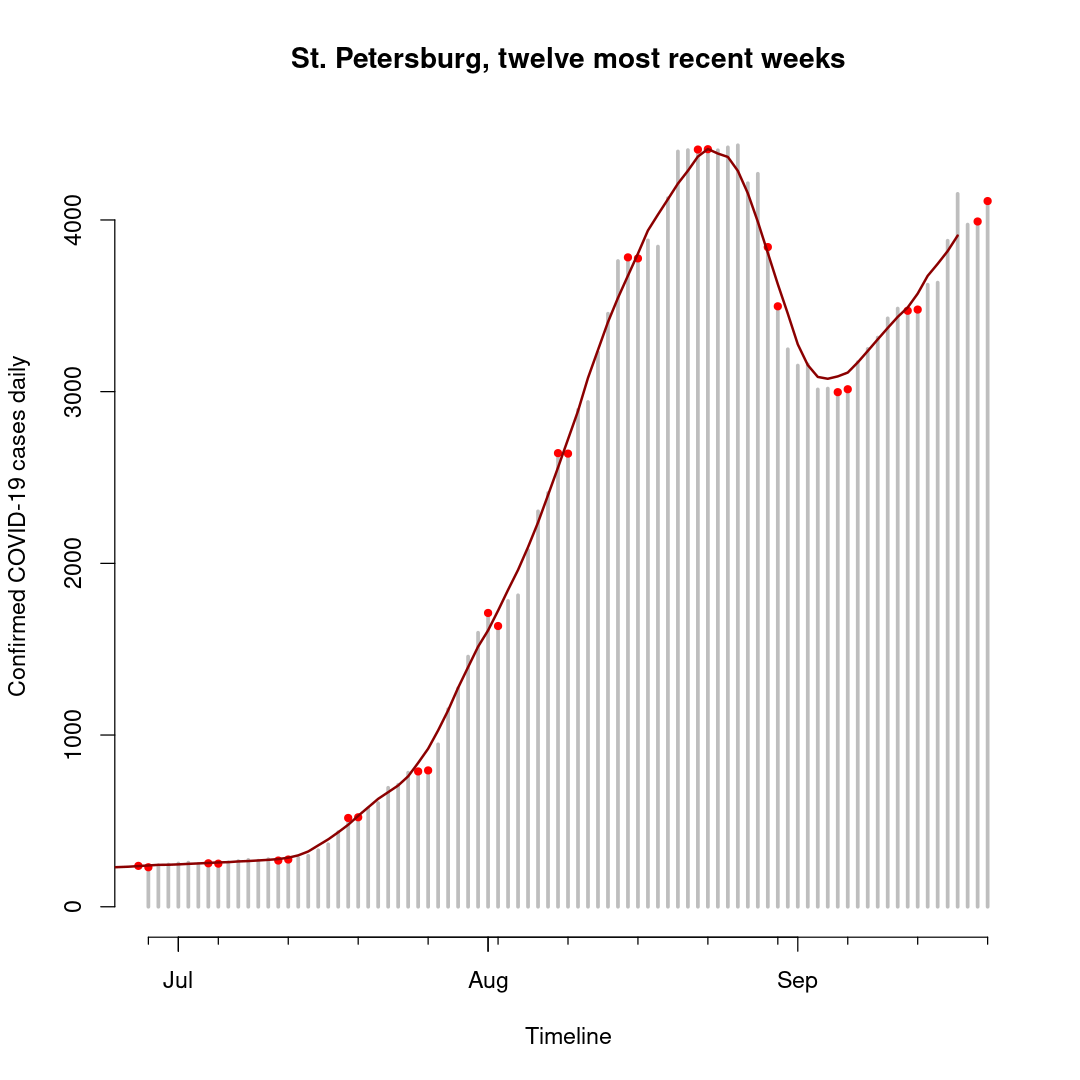 St. Petersburg, twelve most recent weeks
Confirmed COVID-19 cases daily
4000
3000
2000
1000
0
Jul Aug Sep
Timeline